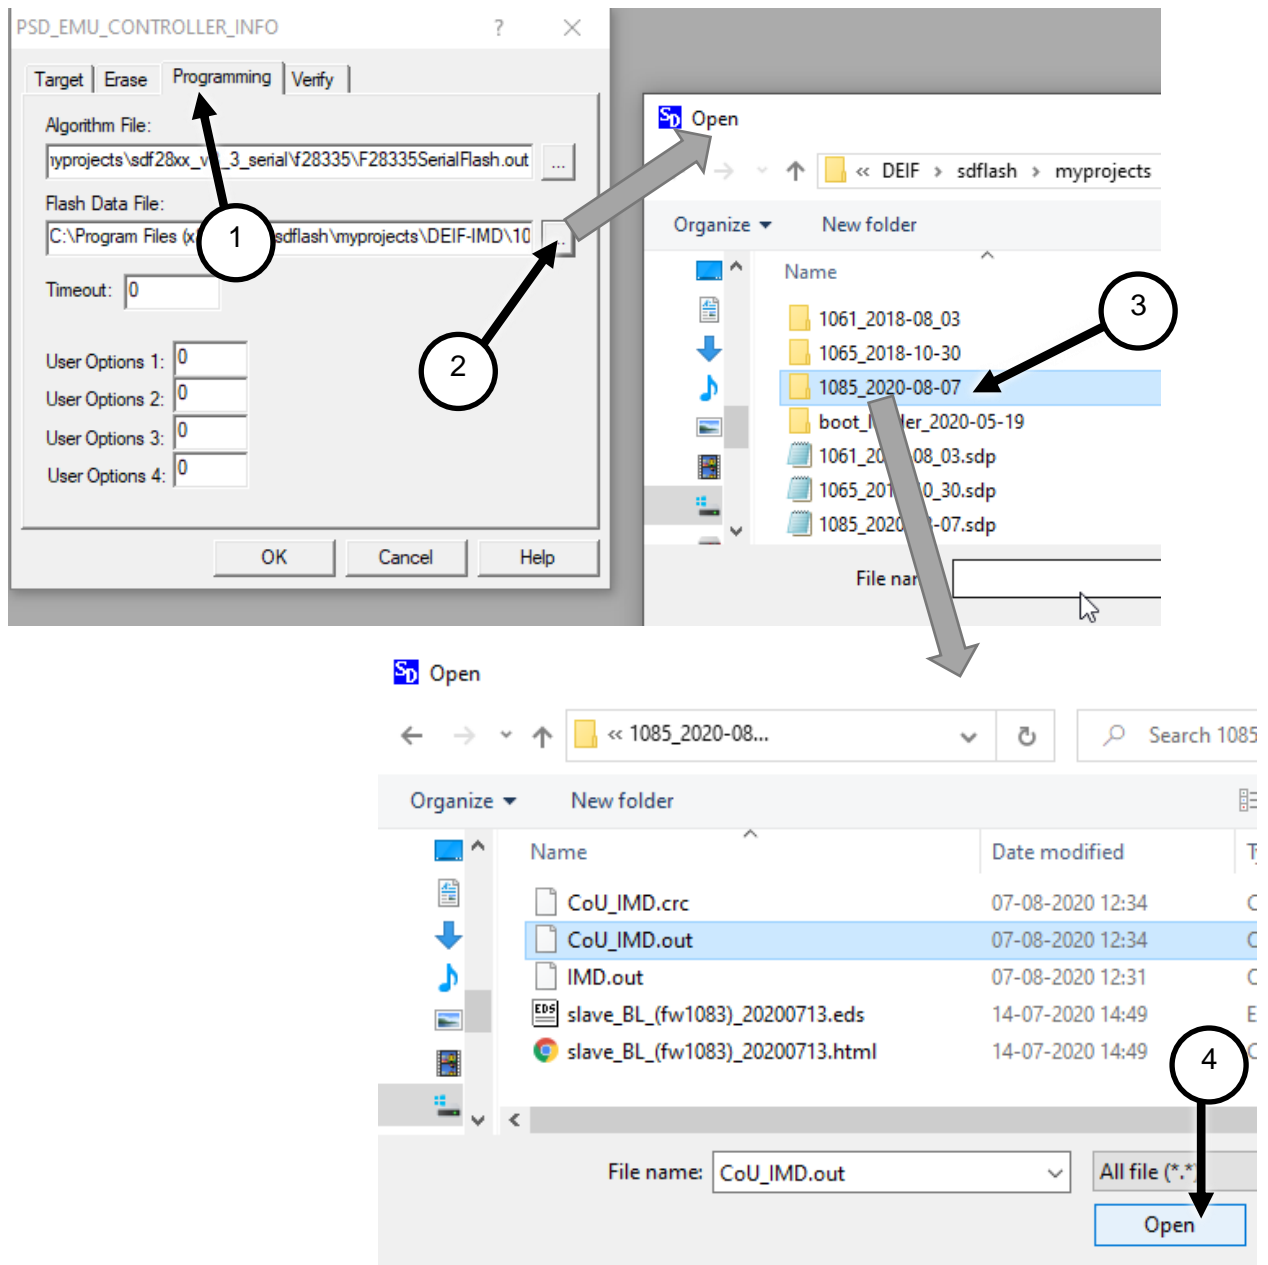 PSD_EMU_CONTROLLER_INFO ?
Target Erase Programming Verify
Algorithm File:
yprojects\sdf28xx_v3_3_serial\f28335\F28335SerialFlash.out ...
Flash Data File:
C:\Program Files (x sdflash\myprojects\DEIF-IMD\10
1
Timeout: 0
2
User Options 1: 0
User Options 2: 0
User Options 3: 0
User Options 4: 0
OK Cancel Help
SD Open
« DEIF › sdflash › myprojects
Organize New folder
Name
3
1061_2018-08_03
1065_2018-10-30
1085_2020-08-07
boot_ er_2020-05-19
1061_20 08_03.sdp
1065_201 0_30.sdp
1085_2020 -07.sdp
File na
SD Open
« 1085_2020-08... Search 1085
Organize New folder
Name Date modified
CoU_IMD.crc 07-08-2020 12:34
CoU_IMD.out 07-08-2020 12:34
IMD.out 07-08-2020 12:31
EDS slave_BL_(fw1083)_20200713.eds 14-07-2020 14:49
slave_BL_(fw1083)_20200713.html 14-07-2020 14:49
4
File name: CoU_IMD.out All file (*.*)
Open